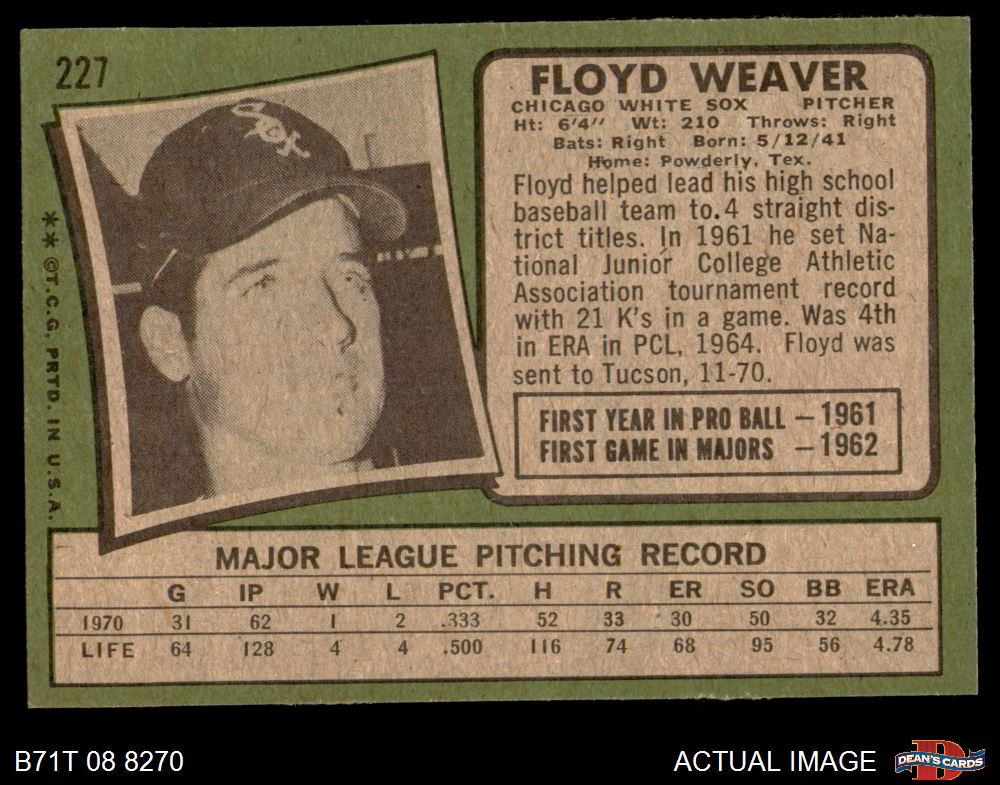 227
FLOYD WEAVER
CHICAGO WHITE SOX PITCHER
Ht: 6'4" Wt: 210 Throws: Right
Bats: Right Born: 5/12/41
Home: Powderly, Tex.
Floyd helped lead his high school
baseball team to.4 straight dis-
trict titles. In 1961 he set Na-
tional Junior College Athletic
Association tournament record
with 21 K's in a game. Was 4th
in ERA in PCL, 1964. Floyd was
sent to Tucson, 11-70.
FIRST YEAR IN PRO BALL — 1961
FIRST GAME IN MAJORS — 1962
Sox
** ©T.C.G. PRTD. IN U.S.A.
MAJOR LEAGUE PITCHING RECORD
G IP W L PCT. H R ER SO BB ERA
1970 31 62 1 2 .333 52 33 30 50 32 4.35
LIFE 64 128 4 4 .500 116 74 68 95 56 4.78
B71T 08 8270
ACTUAL IMAGE
D
DEAN'S CARDS